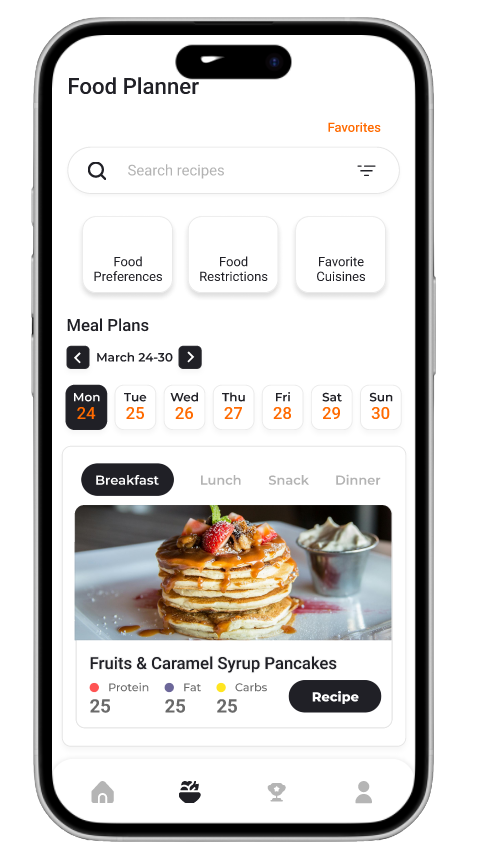 Food Planner
Favorites
Search recipes
Food Preferences
Food Restrictions
Favorite Cuisines
Meal Plans
March 24-30
Mon Tue Wed Thu Fri Sat Sun
24 25 26 27 28 29 30
Breakfast Lunch Snack Dinner
Fruits & Caramel Syrup Pancakes
Protein Fat Carbs
25 25 25
Recipe